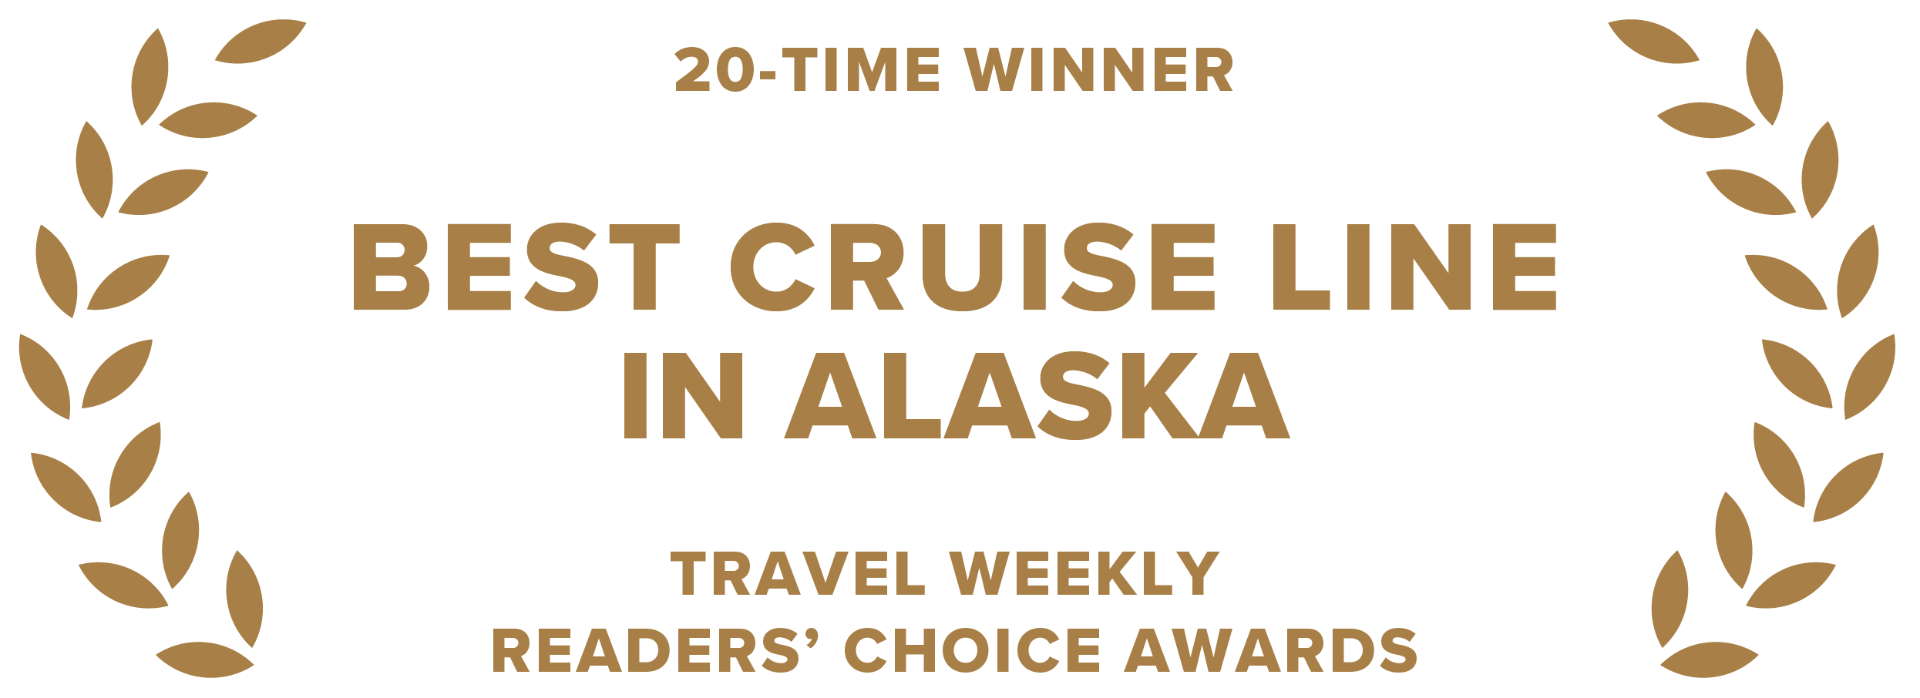 20-TIME WINNER
BEST CRUISE LINE
IN ALASKA
TRAVEL WEEKLY
READERS’ CHOICE AWARDS